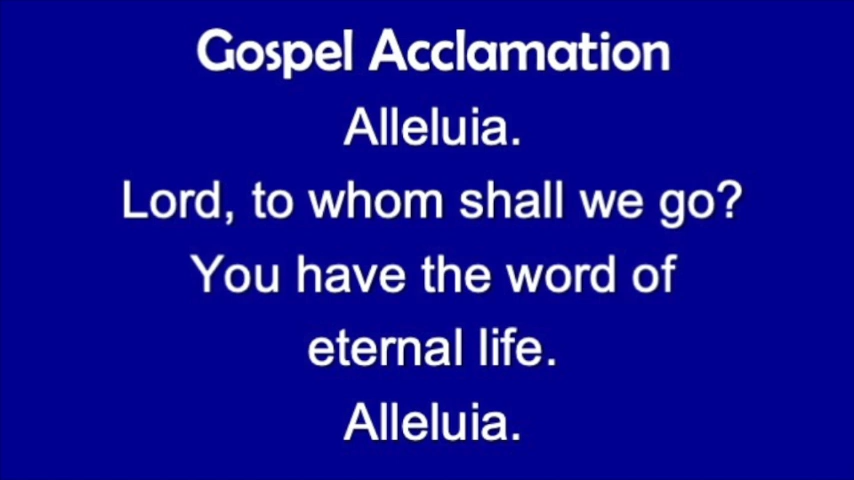 Gospel Acclamation
Alleluia.
Lord, to whom shall we go?
You have the word of
eternal life.
Alleluia.